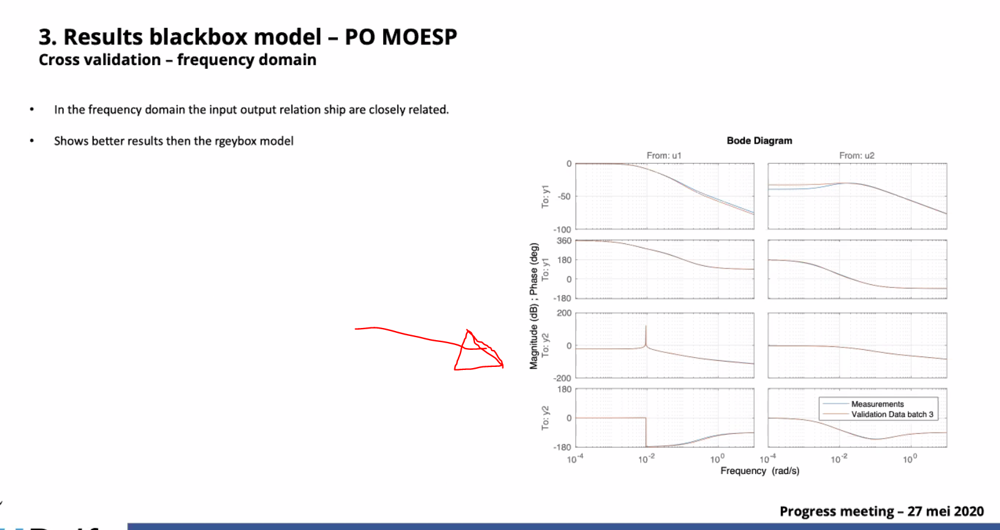 3. Results blackbox model – PO MOESP
Cross validation – frequency domain
• In the frequency domain the input output relation ship are closely related.
• Shows better results then the rgeybox model
Bode Diagram
From: u1
From: u2
Magnitude (dB) ; Phase (deg)
To: y1
0
-50
-100
To: y1
360
180
0
-180
To: y2
200
0
-200
To: y2
180
0
-180
Measurements
Validation Data batch 3
10^-4 10^-2 10^0 10^-4 10^-2 10^0
Frequency (rad/s)
Progress meeting – 27 mei 2020